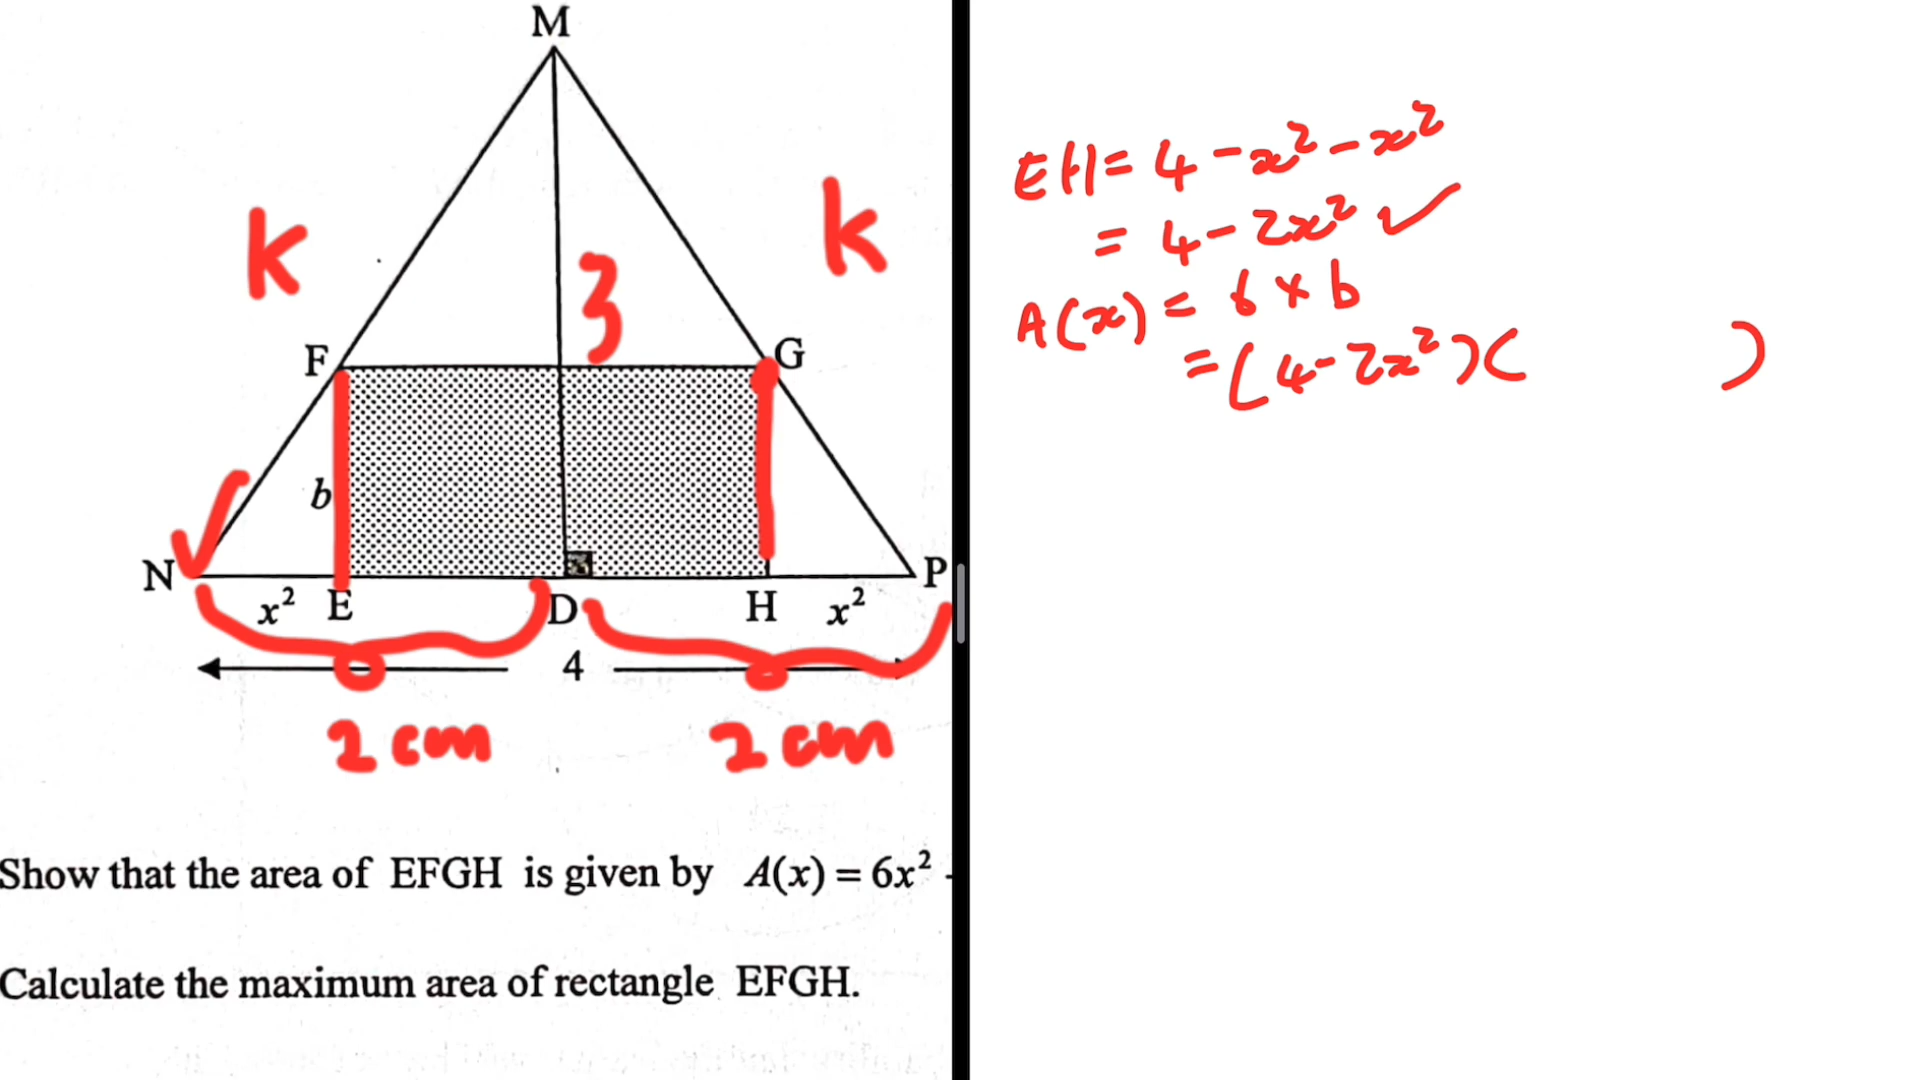 M
k
k
3
F
G
b
N
P
x² E
D
H
x²
4
2 cm
2 cm
Show that the area of EFGH is given by A(x) = 6x² -
Calculate the maximum area of rectangle EFGH.
EH = 4 - x² - x²
= 4 - 2x² ✓
A(x) = b × b
= (4 - 2x²)( )